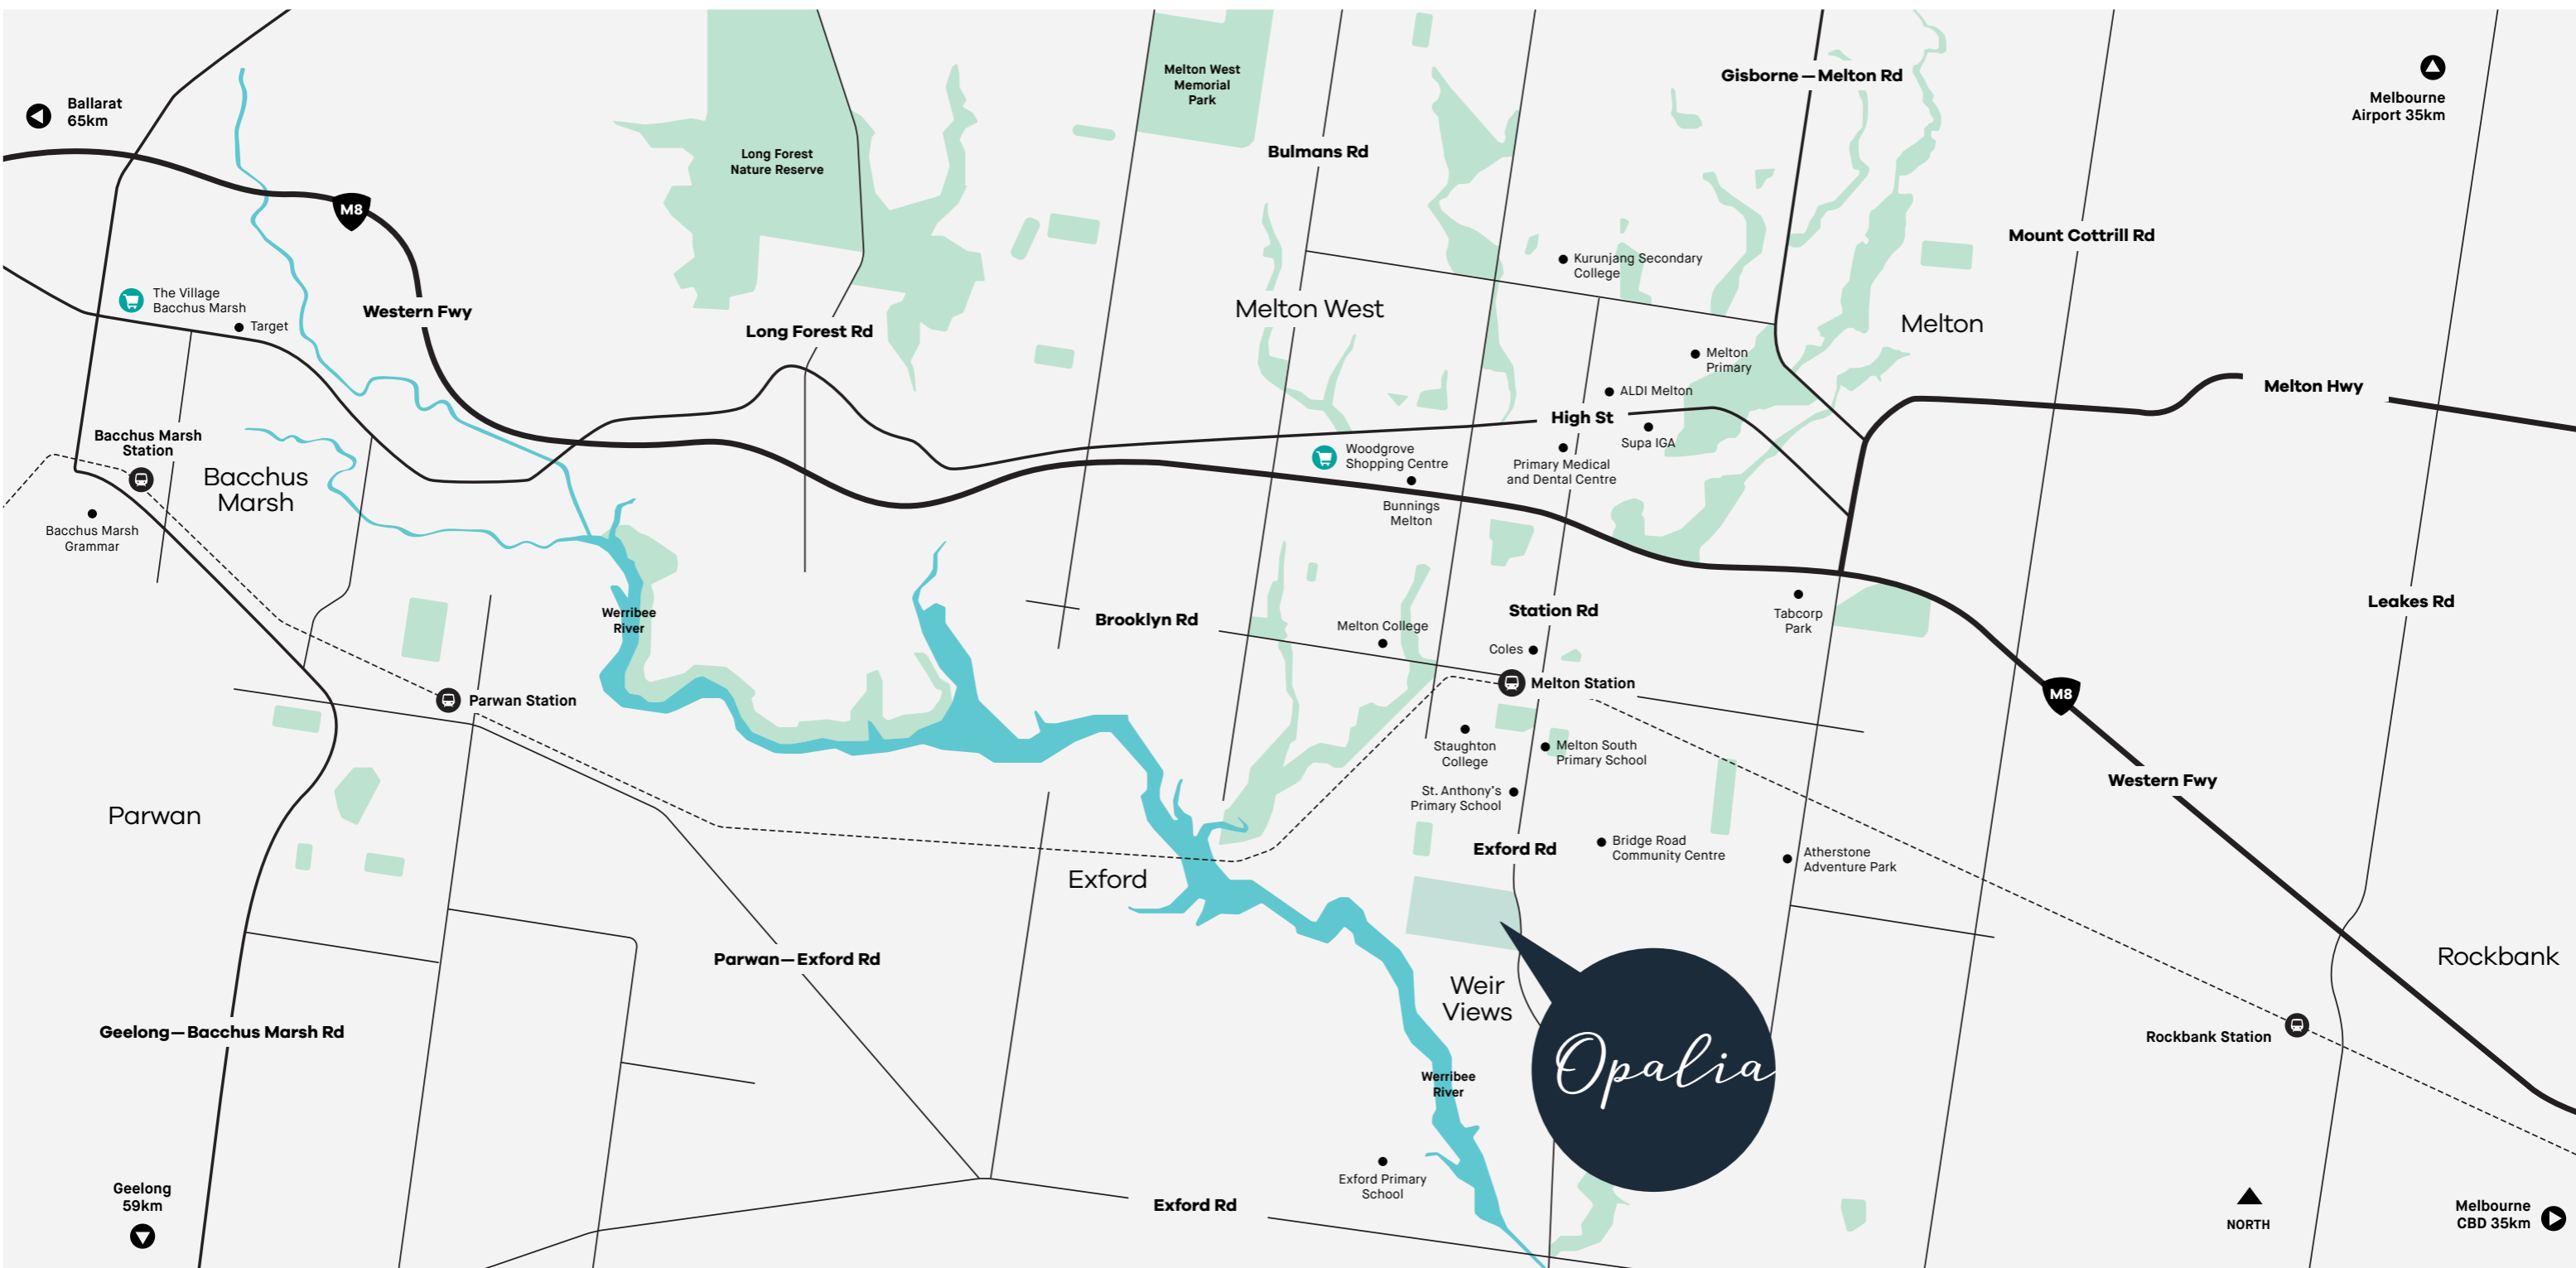 Ballarat
65km
Melton West
Memorial
Park
Gisborne — Melton Rd
Melbourne
Airport 35km
Long Forest
Nature Reserve
Bulmans Rd
M8
Mount Cottrill Rd
Kurunjang Secondary
College
The Village
Bacchus Marsh
Target
Western Fwy
Long Forest Rd
Melton West
Melton
Melton
Primary
ALDI Melton
Melton Hwy
High St
Supa IGA
Bacchus Marsh
Station
Bacchus
Marsh
Woodgrove
Shopping Centre
Primary Medical
and Dental Centre
Bunnings
Melton
Bacchus Marsh
Grammar
Werribee
River
Brooklyn Rd
Station Rd
Tabcorp
Park
Leakes Rd
Melton College
Coles
Melton Station
Parwan Station
M8
Staughton
College
Melton South
Primary School
Western Fwy
St. Anthony's
Primary School
Parwan
Exford Rd
Bridge Road
Community Centre
Atherstone
Adventure Park
Exford
Parwan — Exford Rd
Rockbank
Weir
Views
Geelong — Bacchus Marsh Rd
Rockbank Station
Opalia
Werribee
River
Exford Primary
School
Geelong
59km
Exford Rd
NORTH
Melbourne
CBD 35km